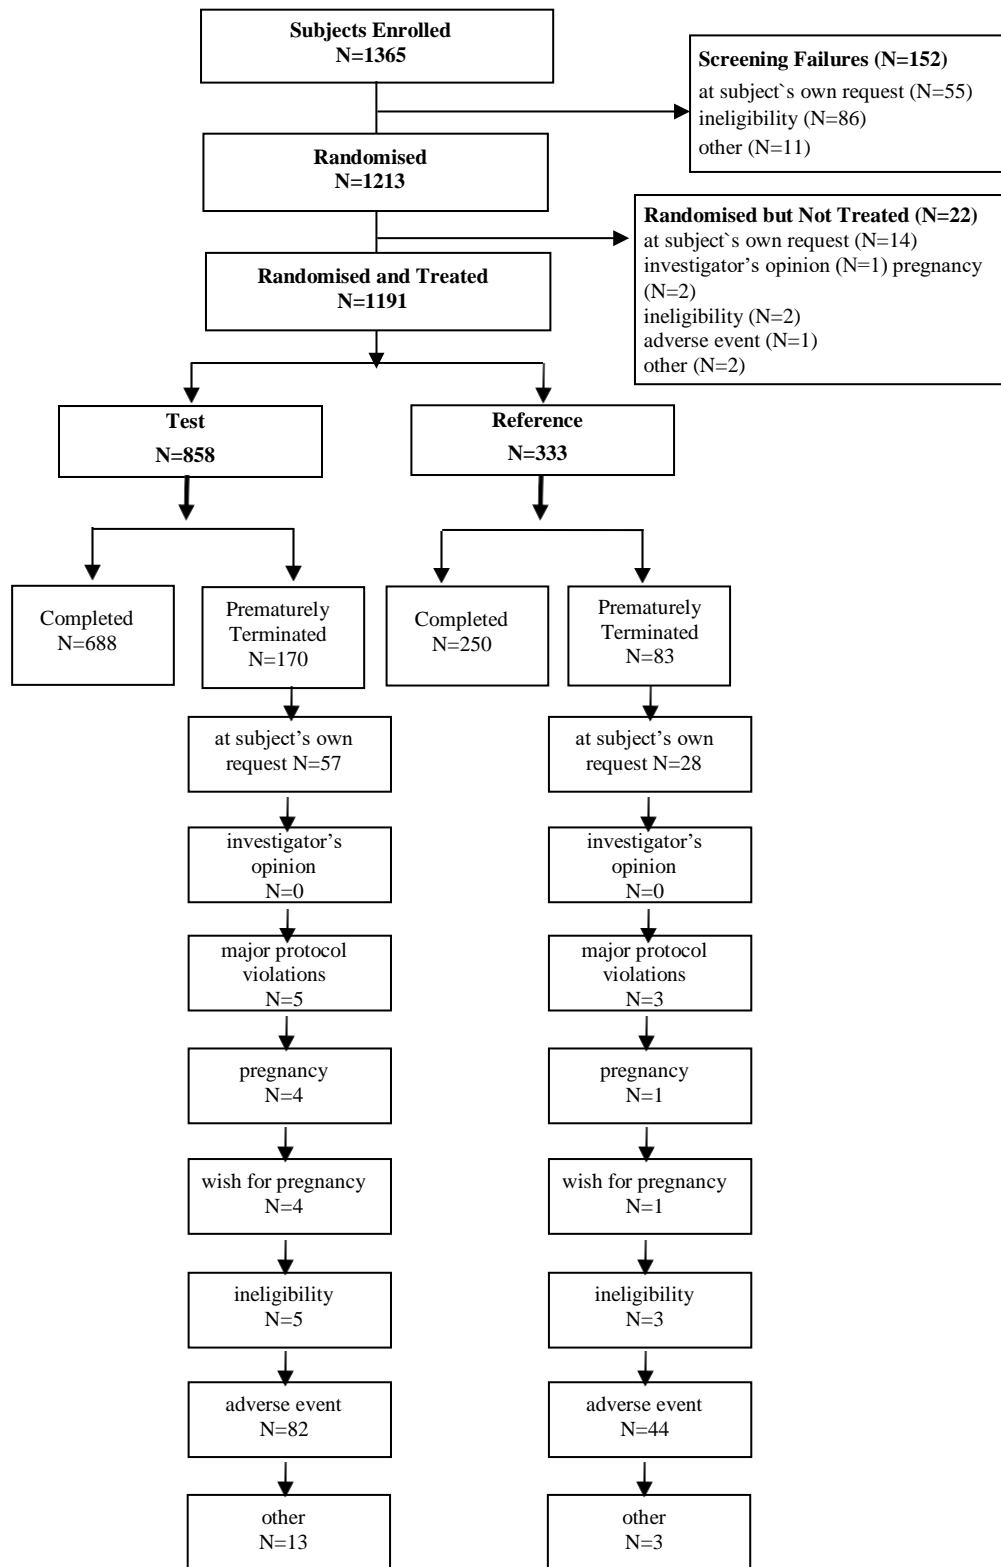 Subjects Enrolled
N=1365
Screening Failures (N=152)
at subject`s own request (N=55)
ineligibility (N=86)
other (N=11)
Randomised
N=1213
Randomised but Not Treated (N=22)
at subject`s own request (N=14)
investigator’s opinion (N=1) pregnancy
(N=2)
ineligibility (N=2)
adverse event (N=1)
other (N=2)
Randomised and Treated
N=1191
Test
N=858
Reference
N=333
Completed
N=688
Prematurely
Terminated
N=170
Completed
N=250
Prematurely
Terminated
N=83
at subject’s own
request N=57
at subject’s own
request N=28
investigator’s
opinion
N=0
investigator’s
opinion
N=0
major protocol
violations
N=5
major protocol
violations
N=3
pregnancy
N=4
pregnancy
N=1
wish for pregnancy
N=4
wish for pregnancy
N=1
ineligibility
N=5
ineligibility
N=3
adverse event
N=82
adverse event
N=44
other
N=13
other
N=3